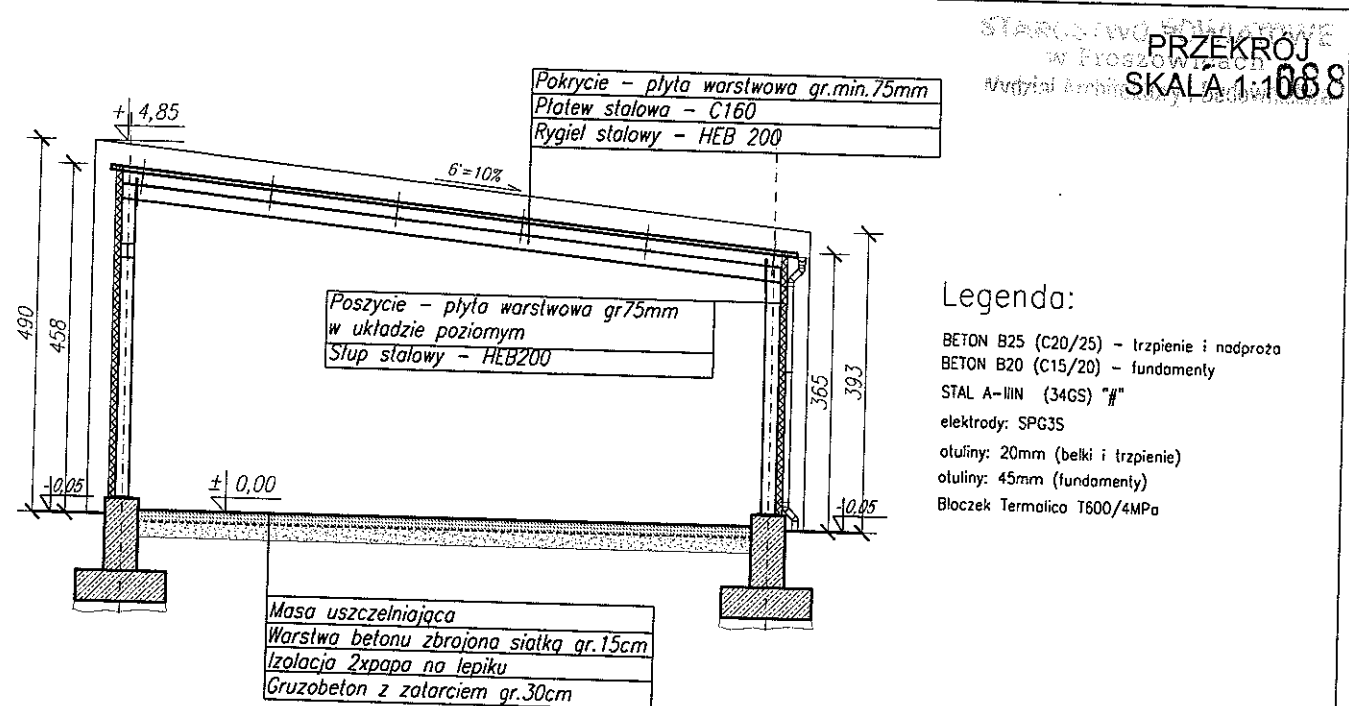 STAROSTWO POWIATOWE
w Proszowicach
PRZEKRÓJ
SKALA 1:100
088
Pokrycie – płyta warstwowa gr.min.75mm
Płatew stalowa – C160
Rygiel stalowy – HEB 200
+ 4,85
6°=10%
490
458
Poszycie – płyta warstwowa gr75mm
w układzie poziomym
Słup stalowy – HEB200
365
393
-0,05
± 0,00
-0,05
Legenda:
BETON B25 (C20/25) – trzpienie i nadproża
BETON B20 (C15/20) – fundamenty
STAL A-IIIN (34GS) "#"
elektrody: SPG3S
otuliny: 20mm (belki i trzpienie)
otuliny: 45mm (fundamenty)
Bloczek Termalica T600/4MPa
Masa uszczelniająca
Warstwa betonu zbrojona siatką gr.15cm
Izolacja 2xpapa na lepiku
Gruzobeton z zatarciem gr.30cm